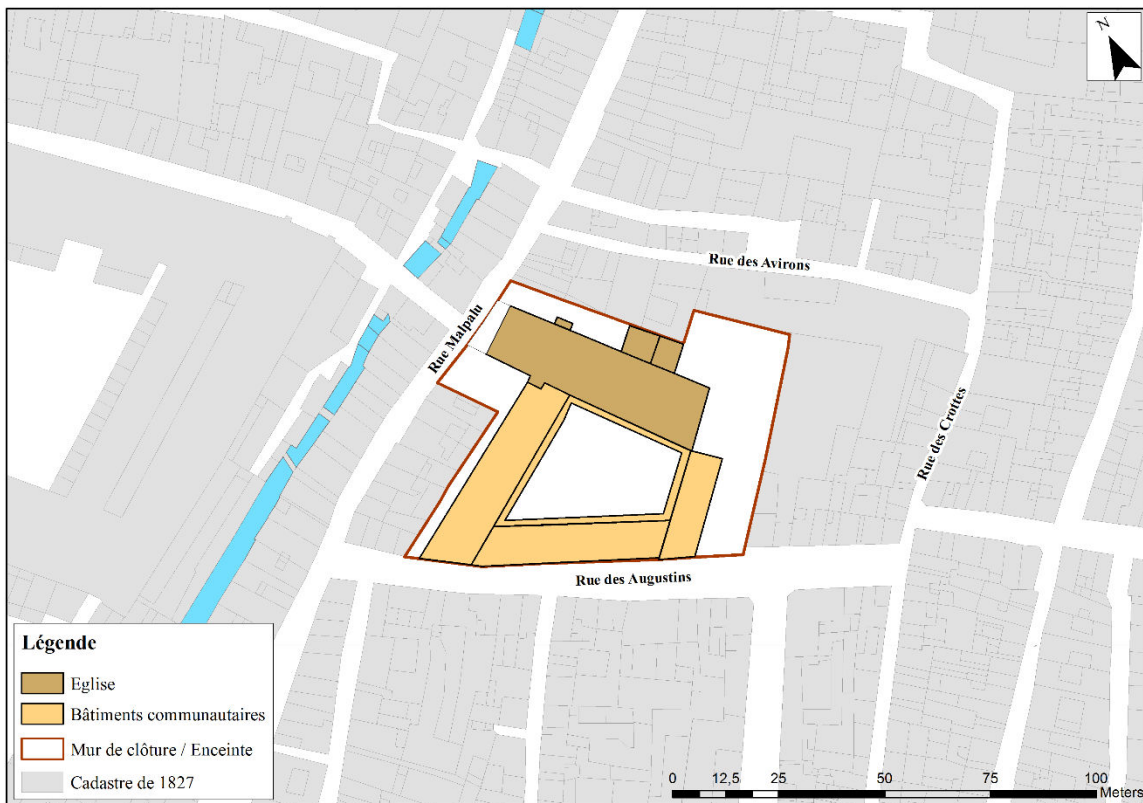 N
Rue des Avirons
Rue Malpalu
Rue des Crottes
Rue des Augustins
Légende
Eglise
Bâtiments communautaires
Mur de clôture / Enceinte
Cadastre de 1827
0 12,5 25 50 75 100
Meters